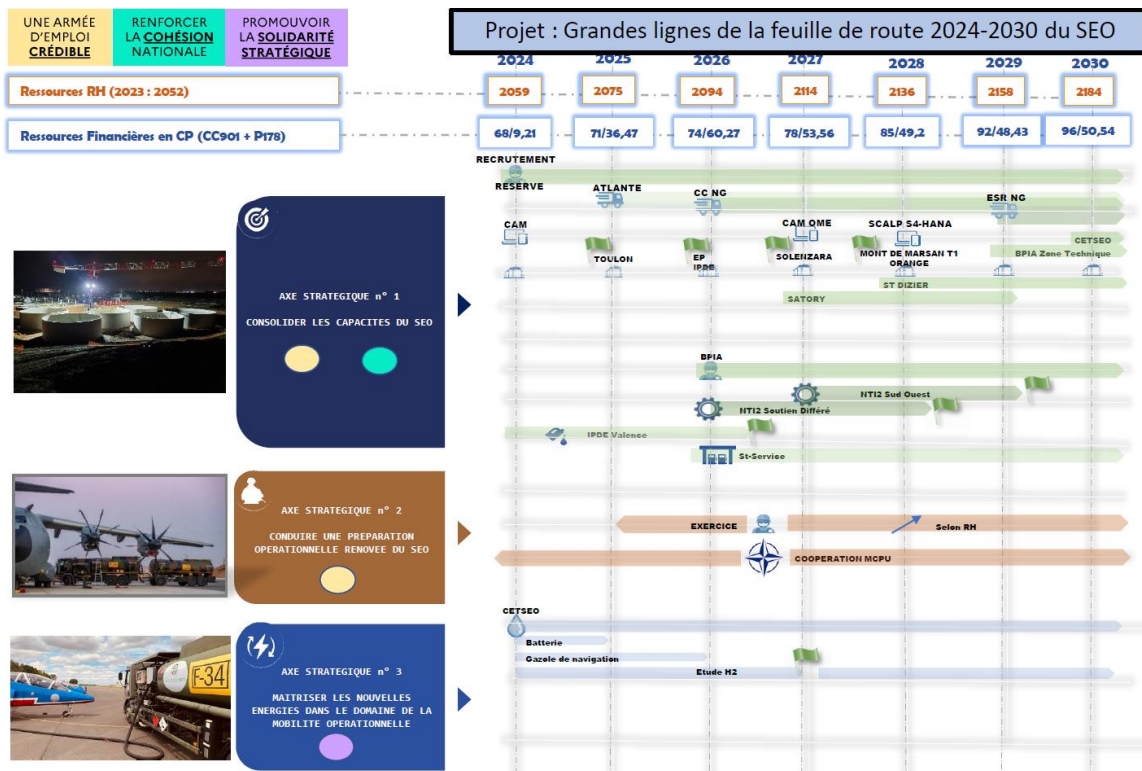 UNE ARMÉE
D'EMPLOI
CRÉDIBLE
RENFORCER
LA COHÉSION
NATIONALE
PROMOUVOIR
LA SOLIDARITÉ
STRATÉGIQUE
Projet : Grandes lignes de la feuille de route 2024-2030 du SEO
2024 2025 2026 2027 2028 2029 2030
Ressources RH (2023 : 2052)
2059 2075 2094 2114 2136 2158 2184
Ressources Financières en CP (CC901 + P178)
68/9,21 71/36,47 74/60,27 78/53,56 85/49,2 92/48,43 96/50,54
RECRUTEMENT
RESERVE
ATLANTE
CC NG
ESR NG
CAM
CAM OME
SCALP S4-HANA
CETSEO
BPIA Zone Technique
TOULON
EP
IPDE
SOLENZARA
MONT DE MARSAN T1
ORANGE
ST DIZIER
SATORY
AXE STRATEGIQUE n° 1
CONSOLIDER LES CAPACITES DU SEO
BPIA
NTI2 Sud Ouest
NTI2 Soutien Différé
IPDE Valense
St-Service
AXE STRATEGIQUE n° 2
CONDUIRE UNE PREPARATION
OPERATIONNELLE RENOVEE DU SEO
EXERCICE
Selon RH
COOPERATION MCPU
CETSEO
Batterie
Gazole de navigation
Etude H2
F-34
AXE STRATEGIQUE n° 3
MAITRISER LES NOUVELLES
ENERGIES DANS LE DOMAINE DE LA
MOBILITE OPERATIONNELLE